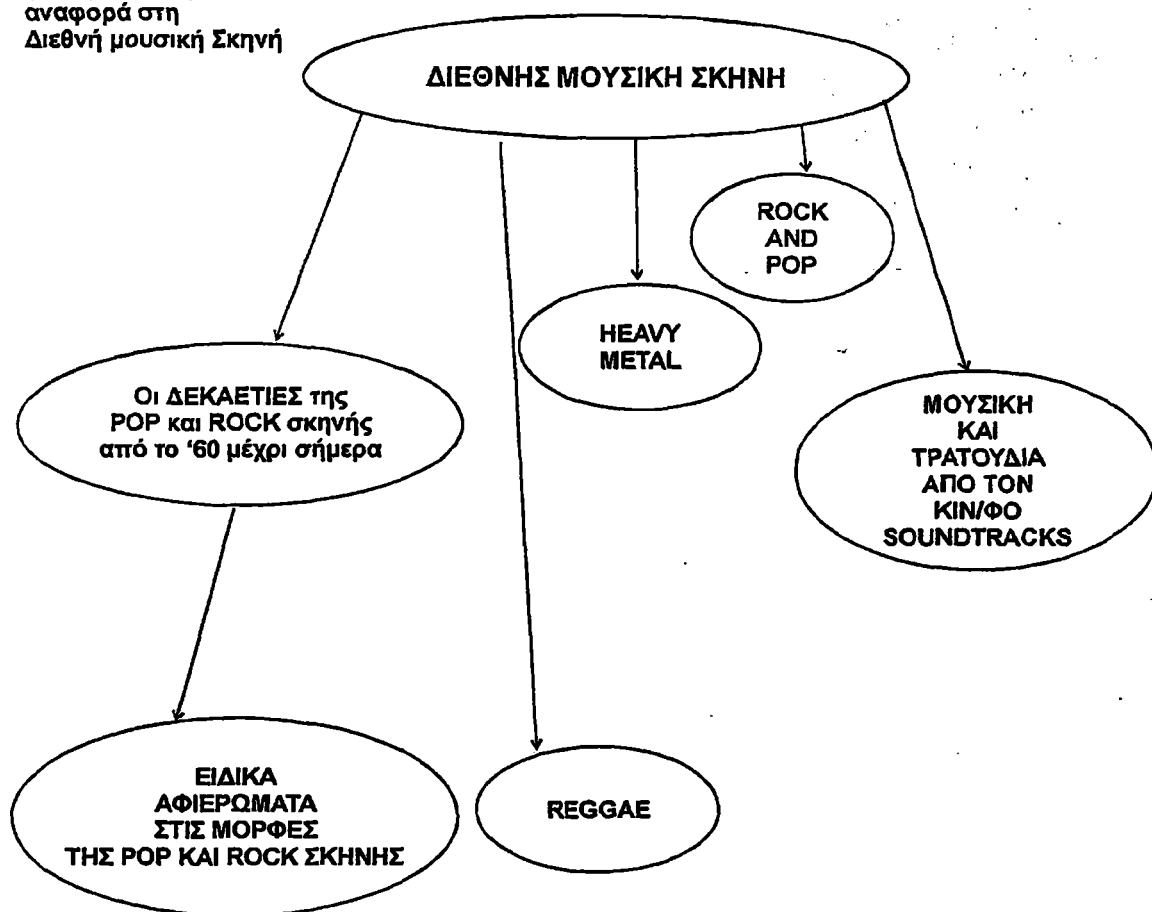 αναφορά στη
Διεθνή μουσική Σκηνή
ΔΙΕΘΝΗΣ ΜΟΥΣΙΚΗ ΣΚΗΝΗ
ROCK
AND
POP
HEAVY
METAL
Οι ΔΕΚΑΕΤΙΕΣ της
POP και ROCK σκηνής
από το '60 μέχρι σήμερα
ΜΟΥΣΙΚΗ
ΚΑΙ
ΤΡΑΤΟΥΔΙΑ
ΑΠΟ ΤΟΝ
ΚΙΝ/ΦΟ
SOUNDTRACKS
ΕΙΔΙΚΑ
ΑΦΙΕΡΩΜΑΤΑ
ΣΤΙΣ ΜΟΡΦΕΣ
ΤΗΣ POP ΚΑΙ ROCK ΣΚΗΝΗΣ
REGGAE